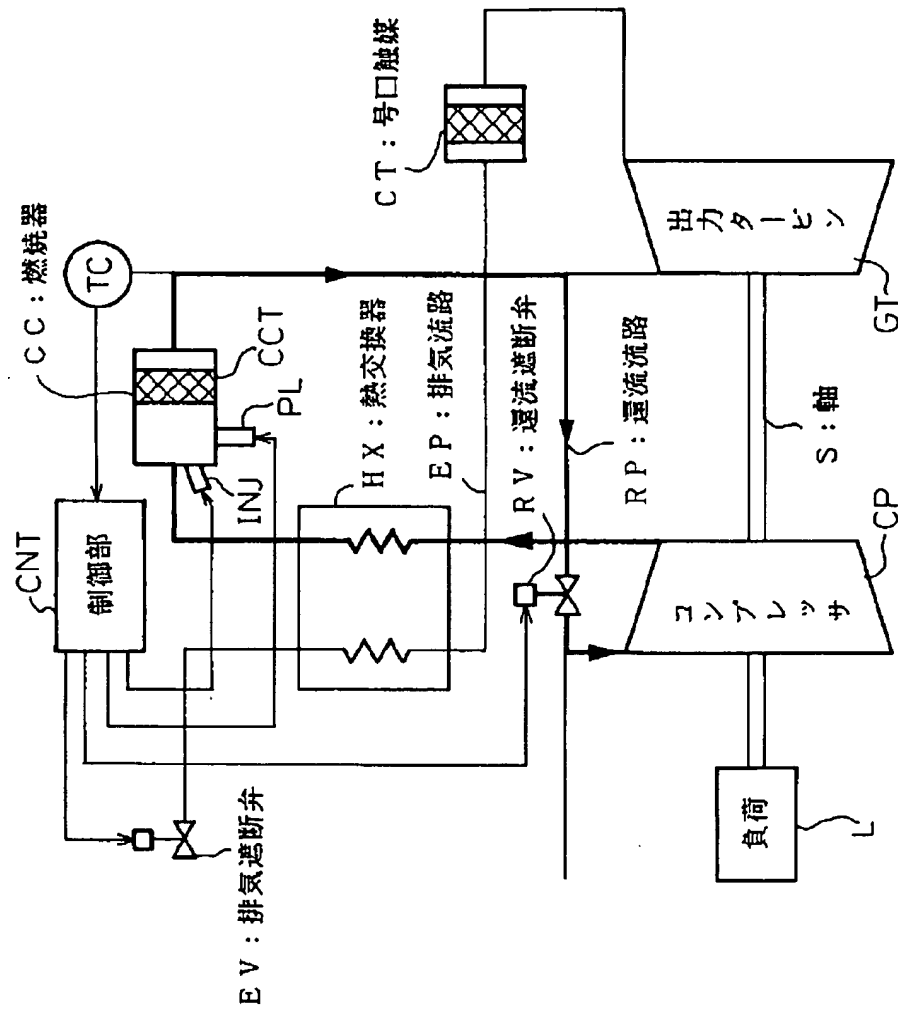 CNT
制御部
CC：燃焼器
TC
CCT
PL
INJ
CT：号口触媒
HX：熱交換器
EP：排気流路
RV：還流遮断弁
RP：還流流路
EV：排気遮断弁
出力タービン
GT
S：軸
コンプレッサ
CP
負荷
L